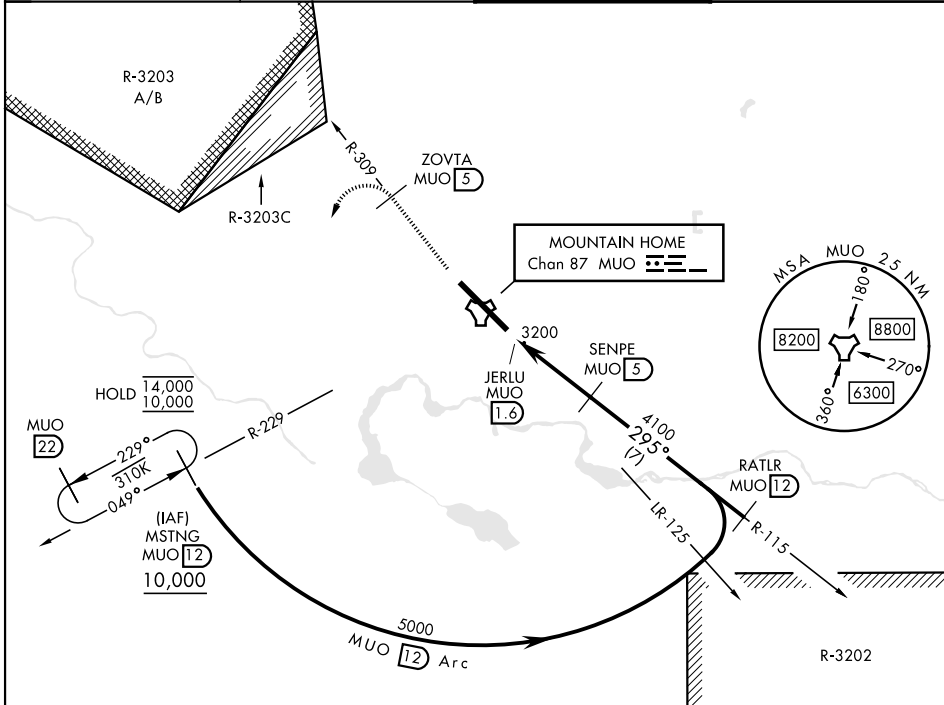 R-3203
A/B
R-309
ZOVTA
MUO 5
R-3203C
MOUNTAIN HOME
Chan 87 MUO
MSA MUO 25 NM
180°
8200
8800
270°
360°
6300
3200
SENPE
MUO 5
JERLU
MUO
1.6
HOLD 14,000
10,000
MUO
22
R-229
229°
310K
049°
4100
295°
(7)
RATLR
MUO 12
(IAF)
MSTNG
MUO 12
10,000
LR-125
R-115
5000
MUO 12 Arc
R-3202